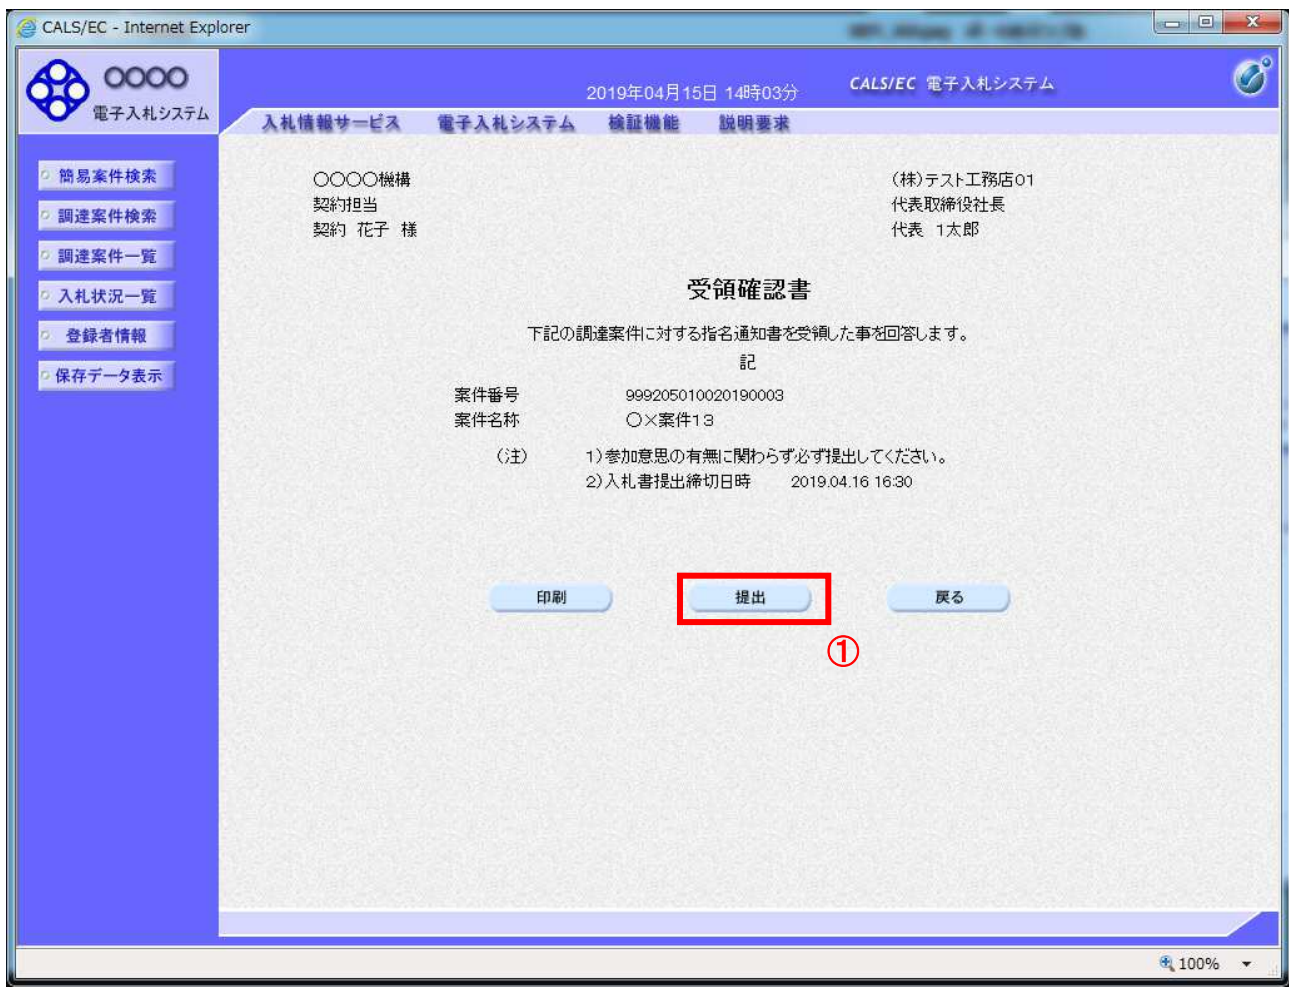 CALS/EC - Internet Explorer
〇〇〇〇
電子入札システム
2019年04月15日 14時03分
CALS/EC 電子入札システム
入札情報サービス 電子入札システム 検証機能 説明要求
簡易案件検索
調達案件検索
調達案件一覧
入札状況一覧
登録者情報
保存データ表示
〇〇〇〇機構
契約担当
契約 花子 様
(株)テスト工務店01
代表取締役社長
代表 1太郎
受領確認書
下記の調達案件に対する指名通知書を受領した事を回答します。
記
案件番号 999205010020190003
案件名称 〇×案件13
(注) 1)参加意思の有無に関わらず必ず提出してください。
2)入札書提出締切日時 2019.04.16 16:30
印刷 提出 戻る
①
100%